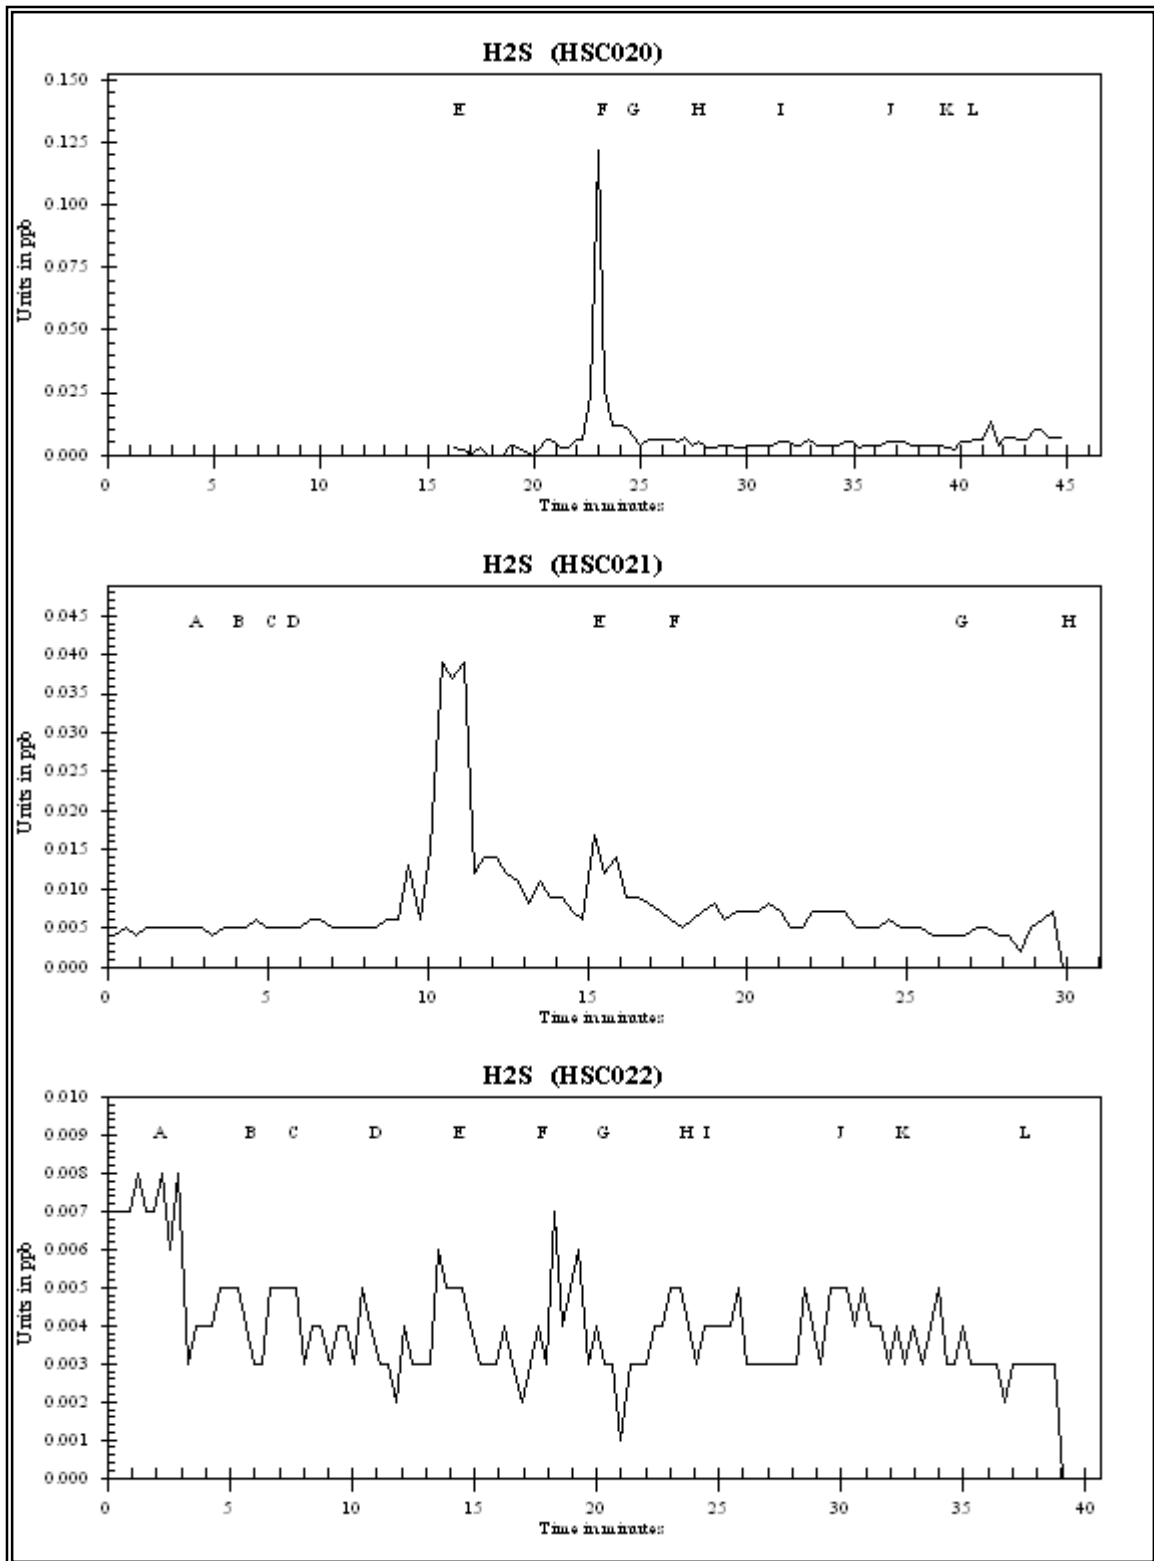 H2S (HSC020)
0.150
E F G H I J K L
0.125
0.100
0.075
0.050
0.025
0.000
Units in ppb
0 5 10 15 20 25 30 35 40 45
Time in minutes
H2S (HSC021)
0.045
A B C D E F G H
0.040
0.035
0.030
0.025
0.020
0.015
0.010
0.005
0.000
Units in ppb
0 5 10 15 20 25 30
Time in minutes
H2S (HSC022)
0.010
0.009
A B C D E F G H I J K L
0.008
0.007
0.006
0.005
0.004
0.003
0.002
0.001
0.000
Units in ppb
0 5 10 15 20 25 30 35 40
Time in minutes